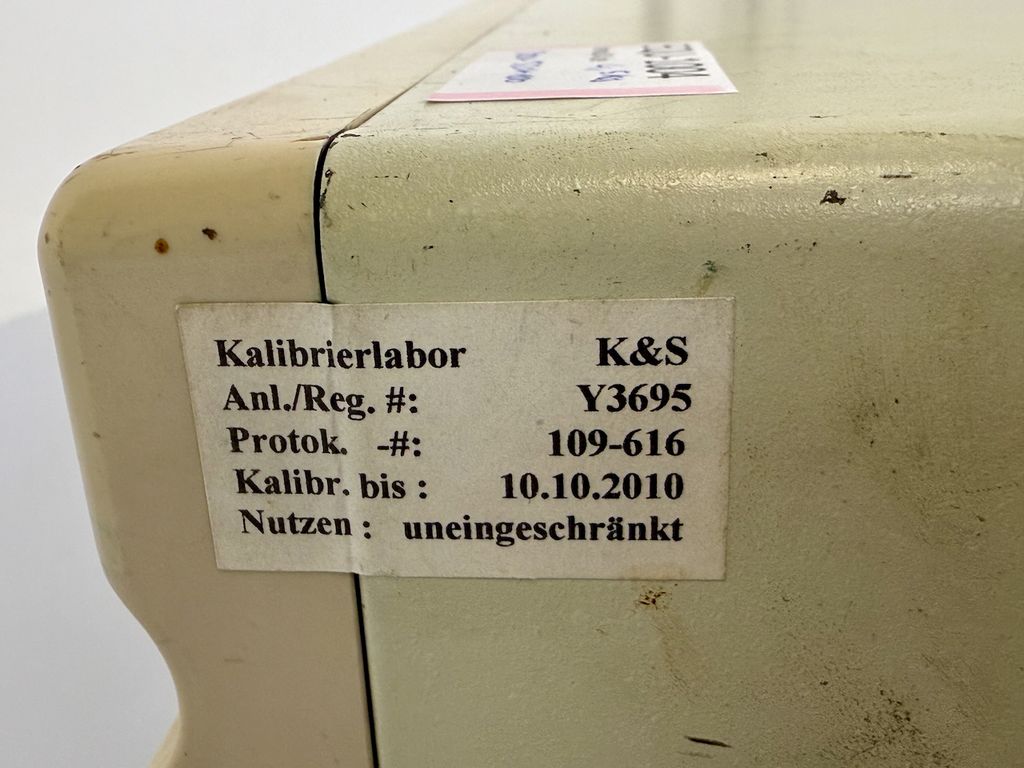 Kalibrierlabor K&S
Anl./Reg. #: Y3695
Protok. -#: 109-616
Kalibr. bis : 10.10.2010
Nutzen : uneingeschränkt